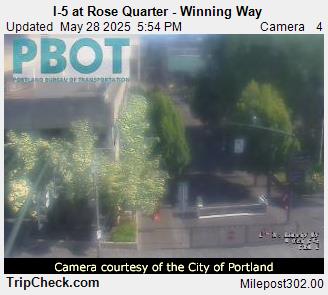 I-5 at Rose Quarter - Winning Way
Updated May 28 2025 5:54 PM Camera 4
PBOT
PORTLAND BUREAU OF TRANSPORTATION
Camera courtesy of the City of Portland
TripCheck.com Milepost302.00